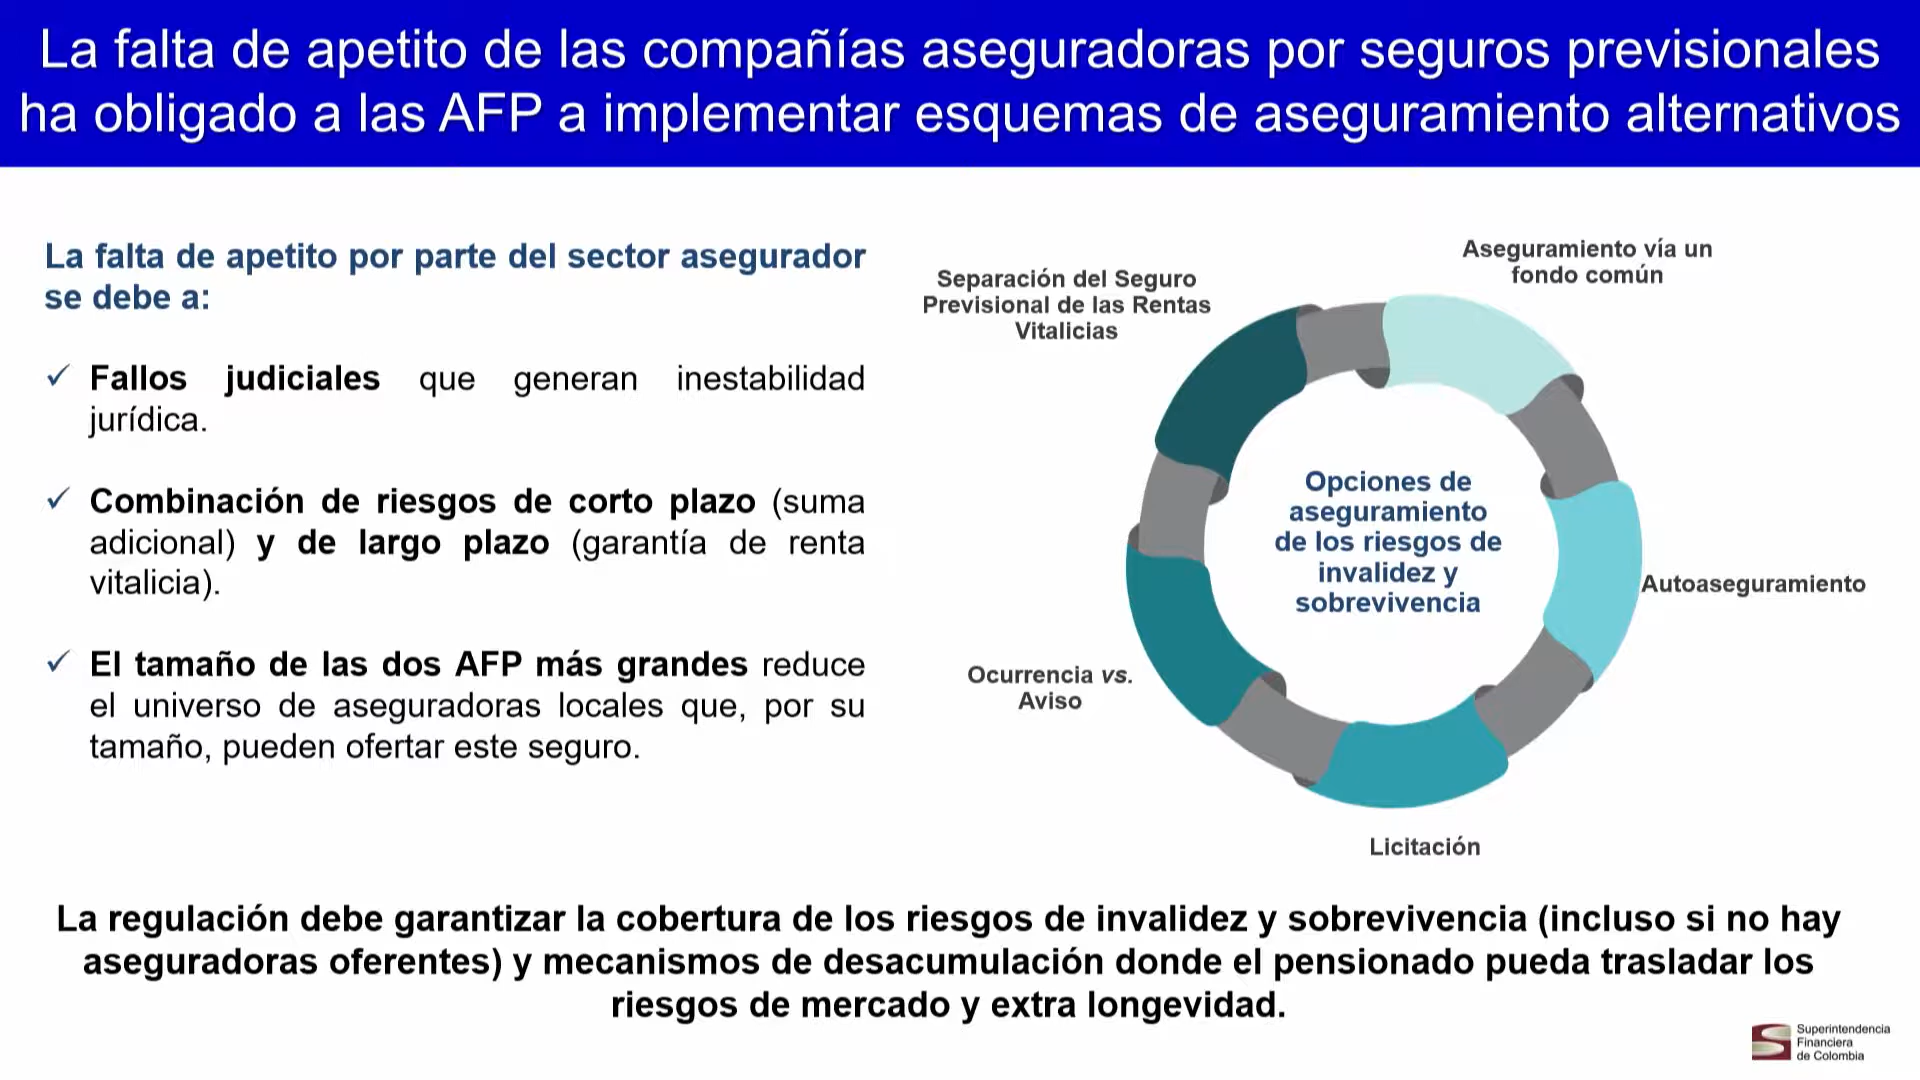 La falta de apetito de las compañías aseguradoras por seguros previsionales
ha obligado a las AFP a implementar esquemas de aseguramiento alternativos
La falta de apetito por parte del sector asegurador
se debe a:
✓ Fallos judiciales que generan inestabilidad
jurídica.
✓ Combinación de riesgos de corto plazo (suma
adicional) y de largo plazo (garantía de renta
vitalicia).
✓ El tamaño de las dos AFP más grandes reduce
el universo de aseguradoras locales que, por su
tamaño, pueden ofertar este seguro.
Separación del Seguro
Previsional de las Rentas
Vitalicias
Aseguramiento vía un
fondo común
Opciones de
aseguramiento
de los riesgos de
invalidez y
sobrevivencia
Autoaseguramiento
Ocurrencia vs.
Aviso
Licitación
La regulación debe garantizar la cobertura de los riesgos de invalidez y sobrevivencia (incluso si no hay
aseguradoras oferentes) y mecanismos de desacumulación donde el pensionado pueda trasladar los
riesgos de mercado y extra longevidad.
Superintendencia
Financiera
de Colombia